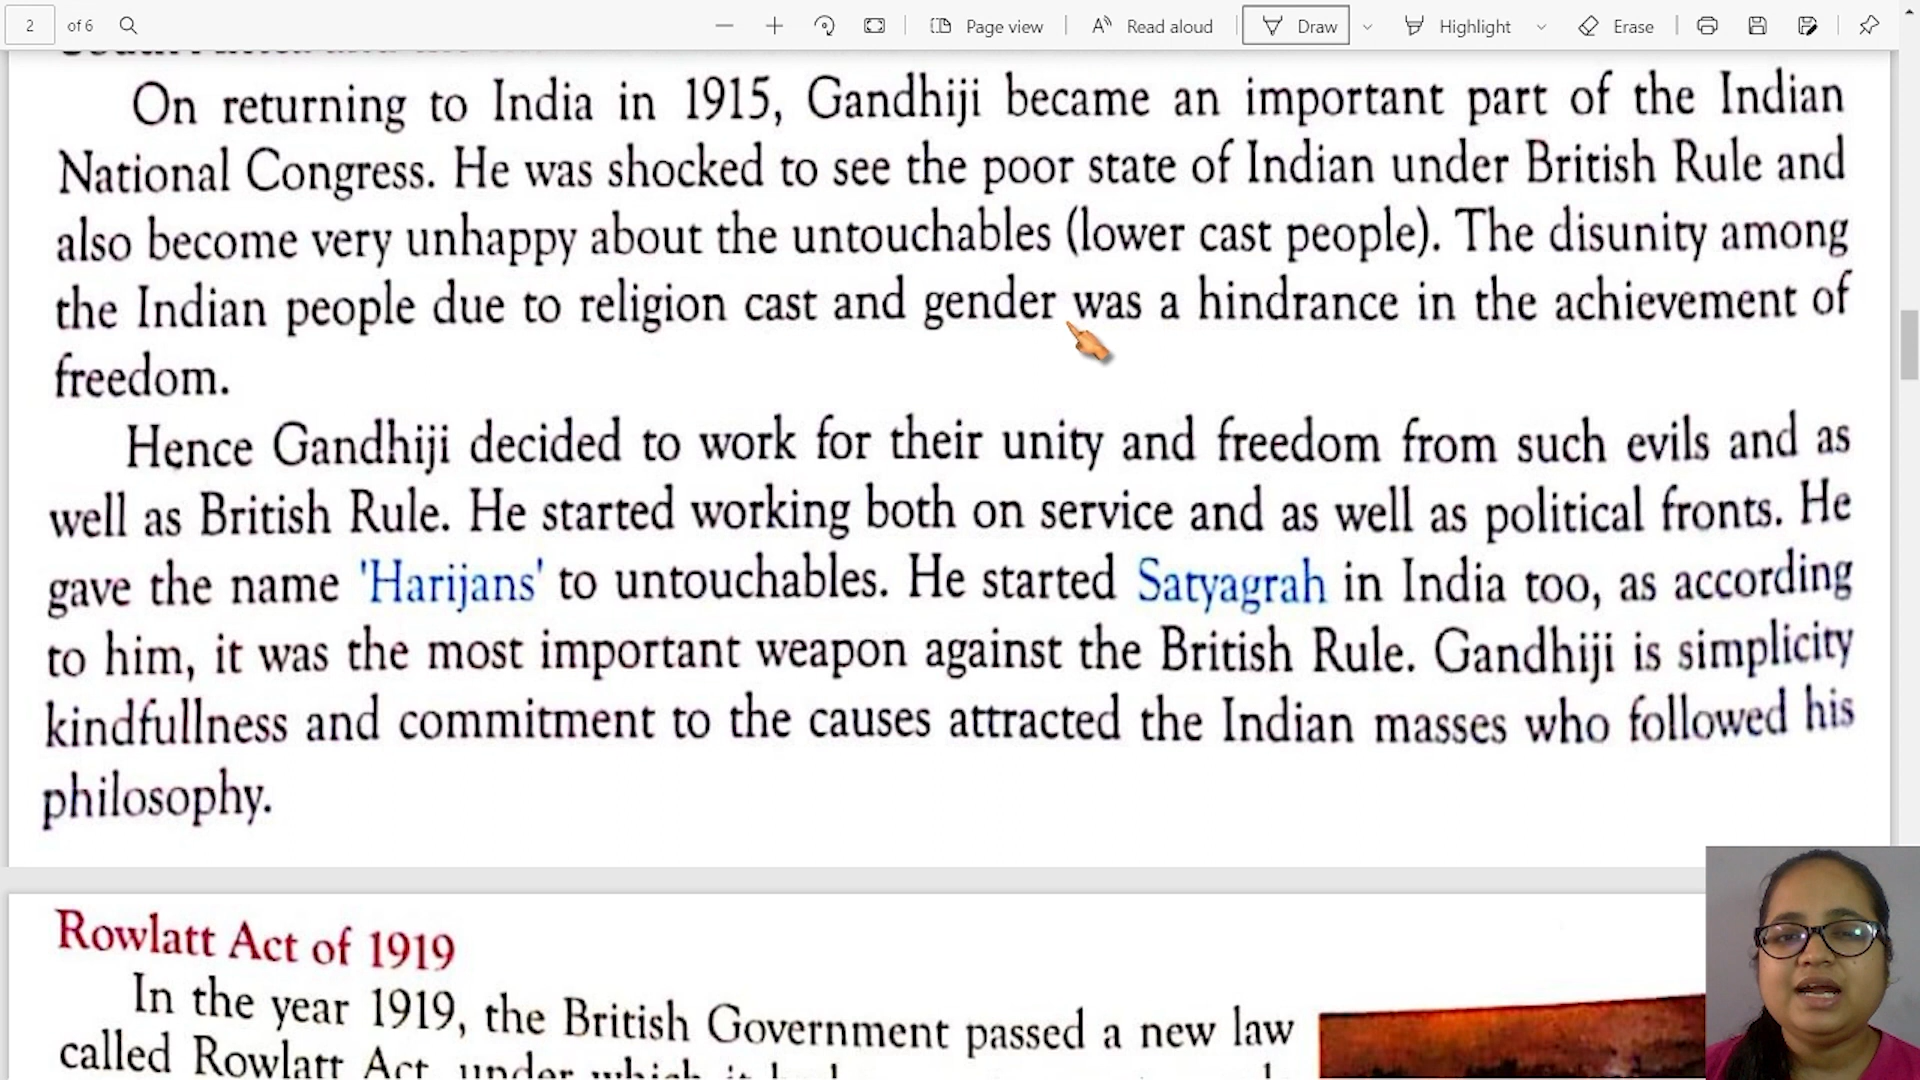 2 of 6 Page view Read aloud Draw Highlight Erase
On returning to India in 1915, Gandhiji became an important part of the Indian
National Congress. He was shocked to see the poor state of Indian under British Rule and
also become very unhappy about the untouchables (lower cast people). The disunity among
the Indian people due to religion cast and gender was a hindrance in the achievement of
freedom.
Hence Gandhiji decided to work for their unity and freedom from such evils and as
well as British Rule. He started working both on service and as well as political fronts. He
gave the name 'Harijans' to untouchables. He started Satyagrah in India too, as according
to him, it was the most important weapon against the British Rule. Gandhiji is simplicity
kindfullness and commitment to the causes attracted the Indian masses who followed his
philosophy.
Rowlatt Act of 1919
In the year 1919, the British Government passed a new law
called Rowlatt Act, under which it